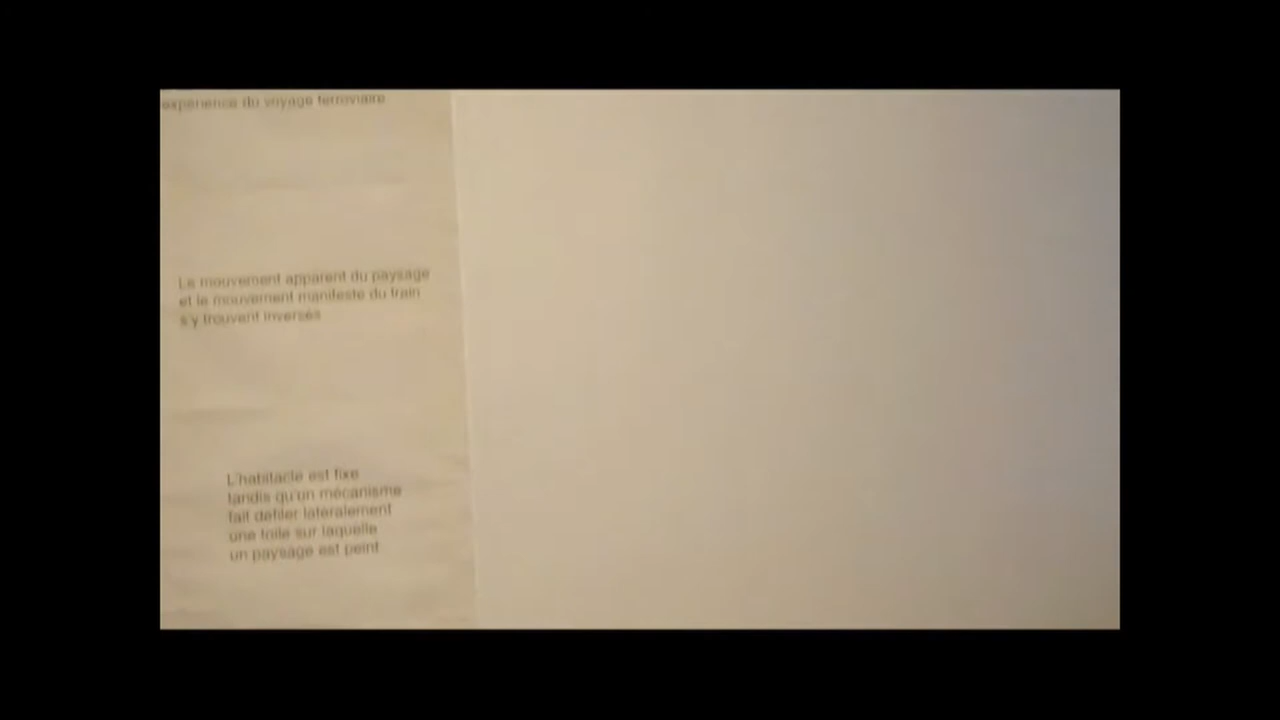 expérience du voyage ferroviaire
Le mouvement apparent du paysage
et le mouvement manifeste du train
s'y trouvent inversés
L'habitacle est fixe
tandis qu'un mécanisme
fait défiler latéralement
une toile sur laquelle
un paysage est peint